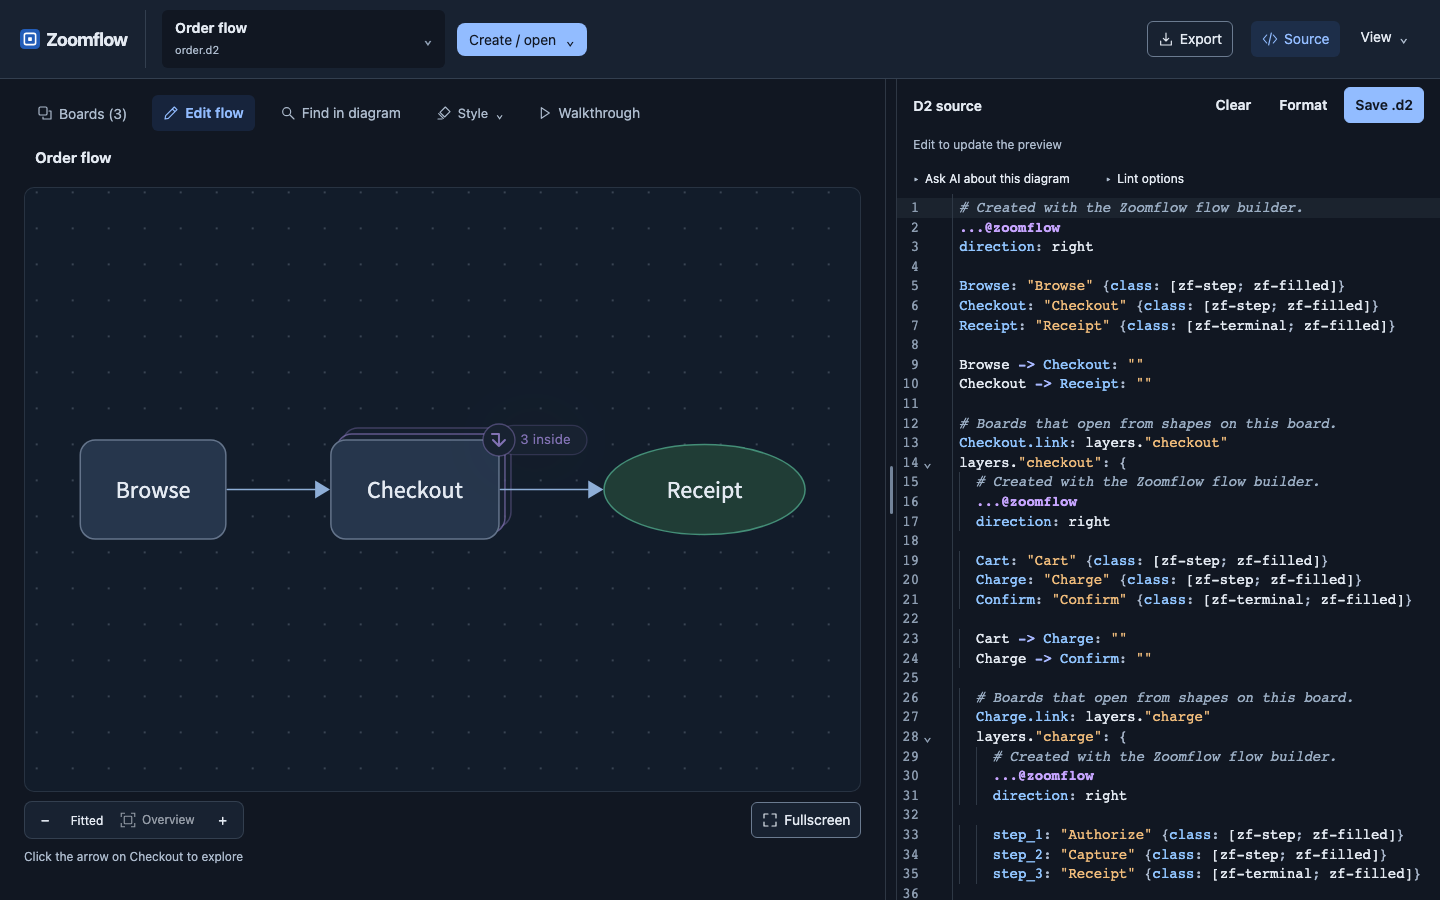 Zoomflow
Order flow
order.d2
Create / open
Export
Source
View
Boards (3)
Edit flow
Find in diagram
Style
Walkthrough
Order flow
Browse
Checkout
3 inside
Receipt
− Fitted Overview +
Fullscreen
Click the arrow on Checkout to explore
D2 source
Clear
Format
Save .d2
Edit to update the preview
Ask AI about this diagram
Lint options
1 # Created with the Zoomflow flow builder.
2 ...@zoomflow
3 direction: right
4
5 Browse: "Browse" {class: [zf-step; zf-filled]}
6 Checkout: "Checkout" {class: [zf-step; zf-filled]}
7 Receipt: "Receipt" {class: [zf-terminal; zf-filled]}
8
9 Browse -> Checkout: ""
10 Checkout -> Receipt: ""
11
12 # Boards that open from shapes on this board.
13 Checkout.link: layers."checkout"
14 layers."checkout": {
15 # Created with the Zoomflow flow builder.
16 ...@zoomflow
17 direction: right
18
19 Cart: "Cart" {class: [zf-step; zf-filled]}
20 Charge: "Charge" {class: [zf-step; zf-filled]}
21 Confirm: "Confirm" {class: [zf-terminal; zf-filled]}
22
23 Cart -> Charge: ""
24 Charge -> Confirm: ""
25
26 # Boards that open from shapes on this board.
27 Charge.link: layers."charge"
28 layers."charge": {
29 # Created with the Zoomflow flow builder.
30 ...@zoomflow
31 direction: right
32
33 step_1: "Authorize" {class: [zf-step; zf-filled]}
34 step_2: "Capture" {class: [zf-step; zf-filled]}
35 step_3: "Receipt" {class: [zf-terminal; zf-filled]}
36